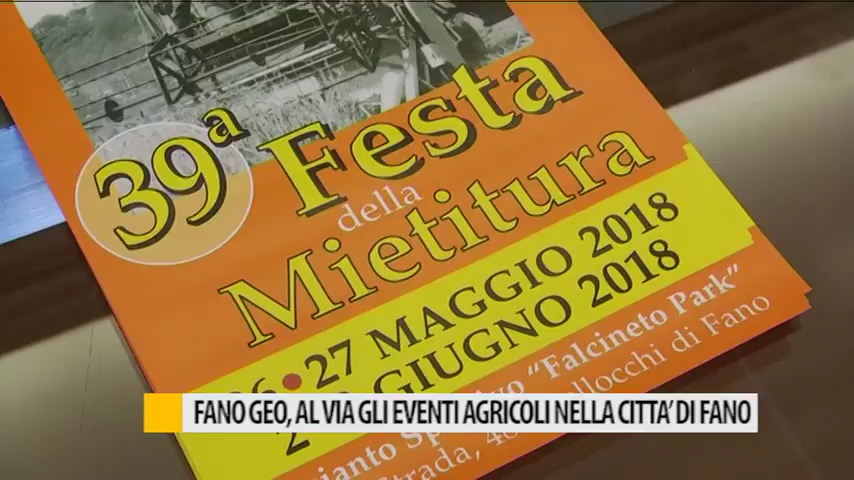 39ª Festa
della
Mietitura
27 MAGGIO 2018
GIUGNO 2018
"Falcineto Park"
di Fano
FANO GEO, AL VIA GLI EVENTI AGRICOLI NELLA CITTA' DI FANO